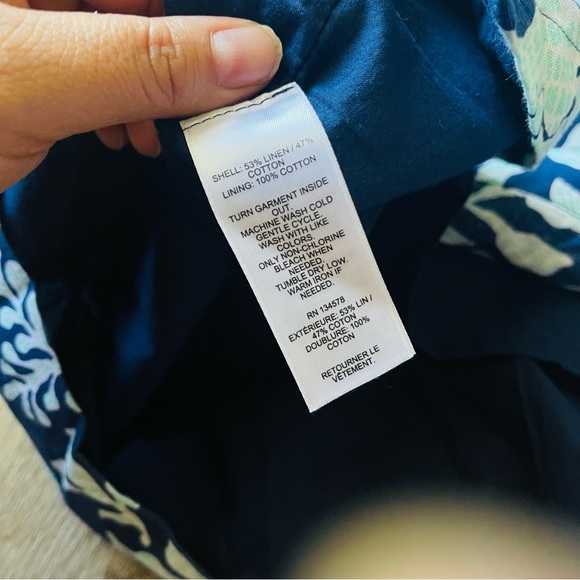 SHELL: 53% LINEN / 47%
COTTON
LINING: 100% COTTON
TURN GARMENT INSIDE
OUT.
MACHINE WASH COLD
GENTLE CYCLE.
WASH WITH LIKE
COLORS.
ONLY NON-CHLORINE
BLEACH WHEN
NEEDED.
TUMBLE DRY LOW.
WARM IRON IF
NEEDED.
RN 134578
EXTÉRIEURE: 53% LIN /
47% COTON
DOUBLURE: 100%
COTON
RETOURNER LE
VÊTEMENT.